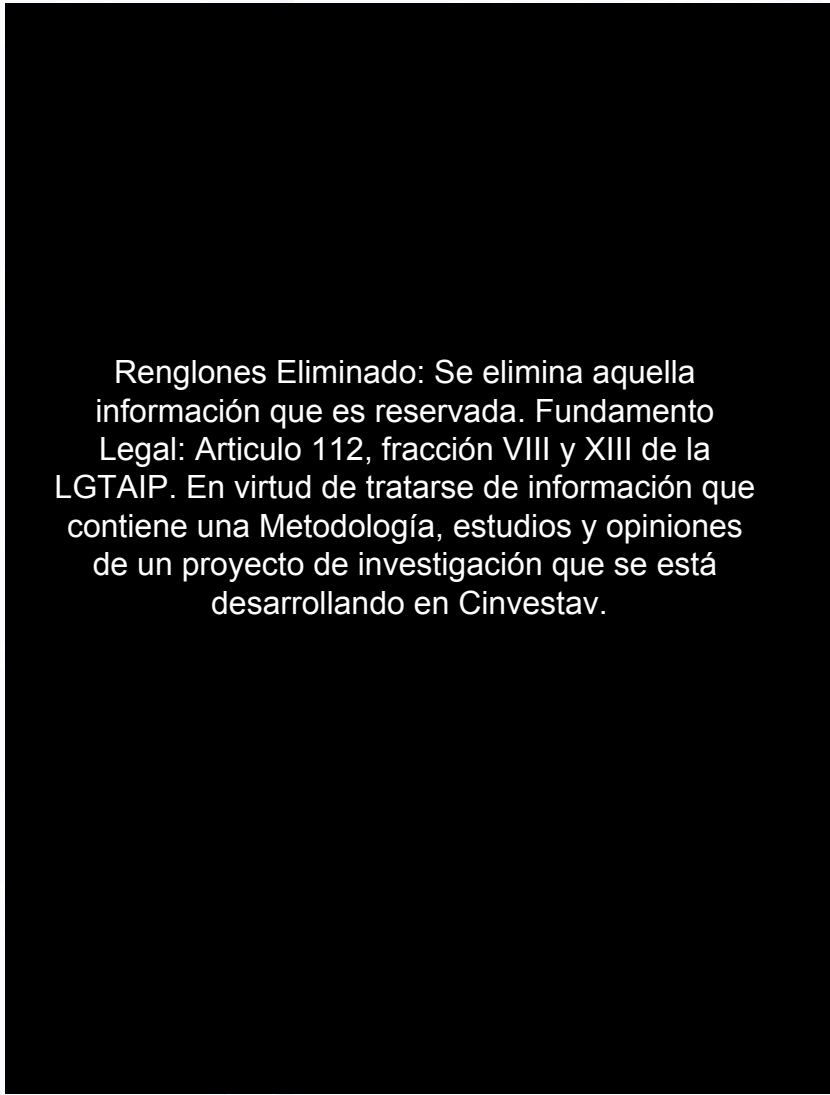 Renglones Eliminado: Se elimina aquella
información que es reservada. Fundamento
Legal: Articulo 112, fracción VIII y XIII de la
LGTAIP. En virtud de tratarse de información que
contiene una Metodología, estudios y opiniones
de un proyecto de investigación que se está
desarrollando en Cinvestav.